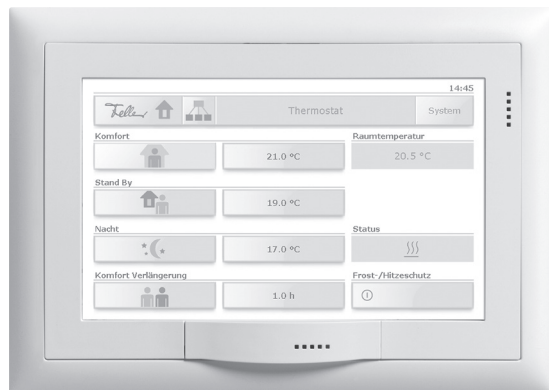 14:45
Feller Thermostat System
Komfort Raumtemperatur
21.0 °C 20.5 °C
Stand By
19.0 °C
Nacht Status
17.0 °C
Komfort Verlängerung Frost-/Hitzeschutz
1.0 h